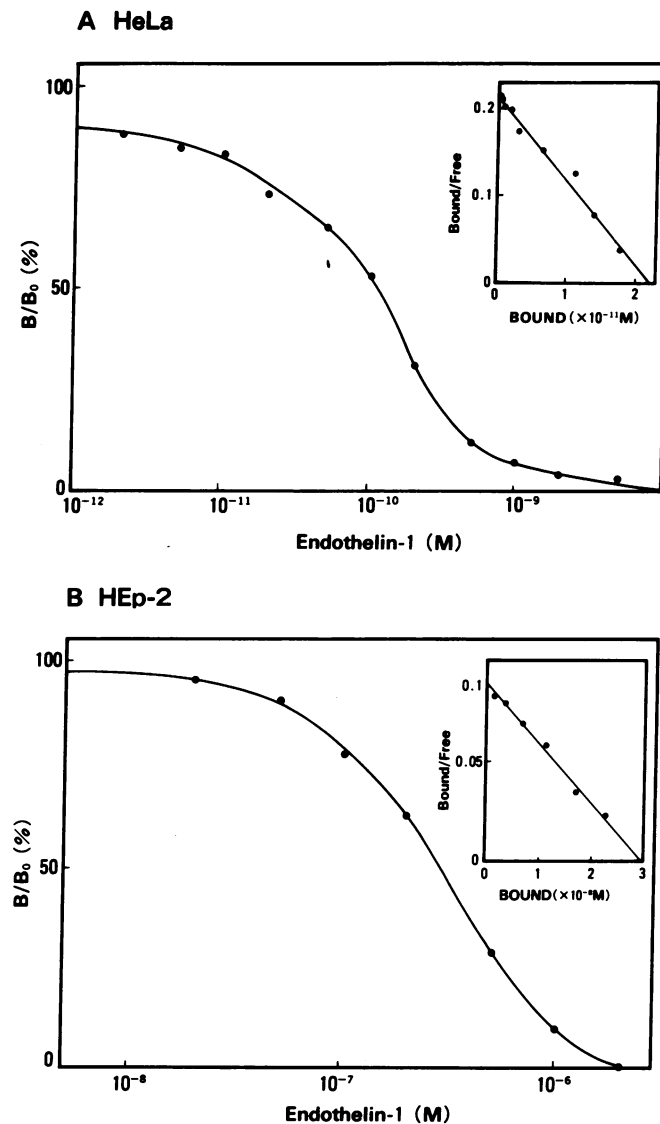 A HeLa
100
50
0
B/B₀ (%)
10⁻¹² 10⁻¹¹ 10⁻¹⁰ 10⁻⁹
Endothelin-1 (M)
0.2
0.1
0
Bound/Free
0 1 2
BOUND (×10⁻¹¹M)
B HEp-2
100
50
0
B/B₀ (%)
10⁻⁸ 10⁻⁷ 10⁻⁶
Endothelin-1 (M)
0.1
0.05
0
Bound/Free
0 1 2 3
BOUND (×10⁻⁸M)